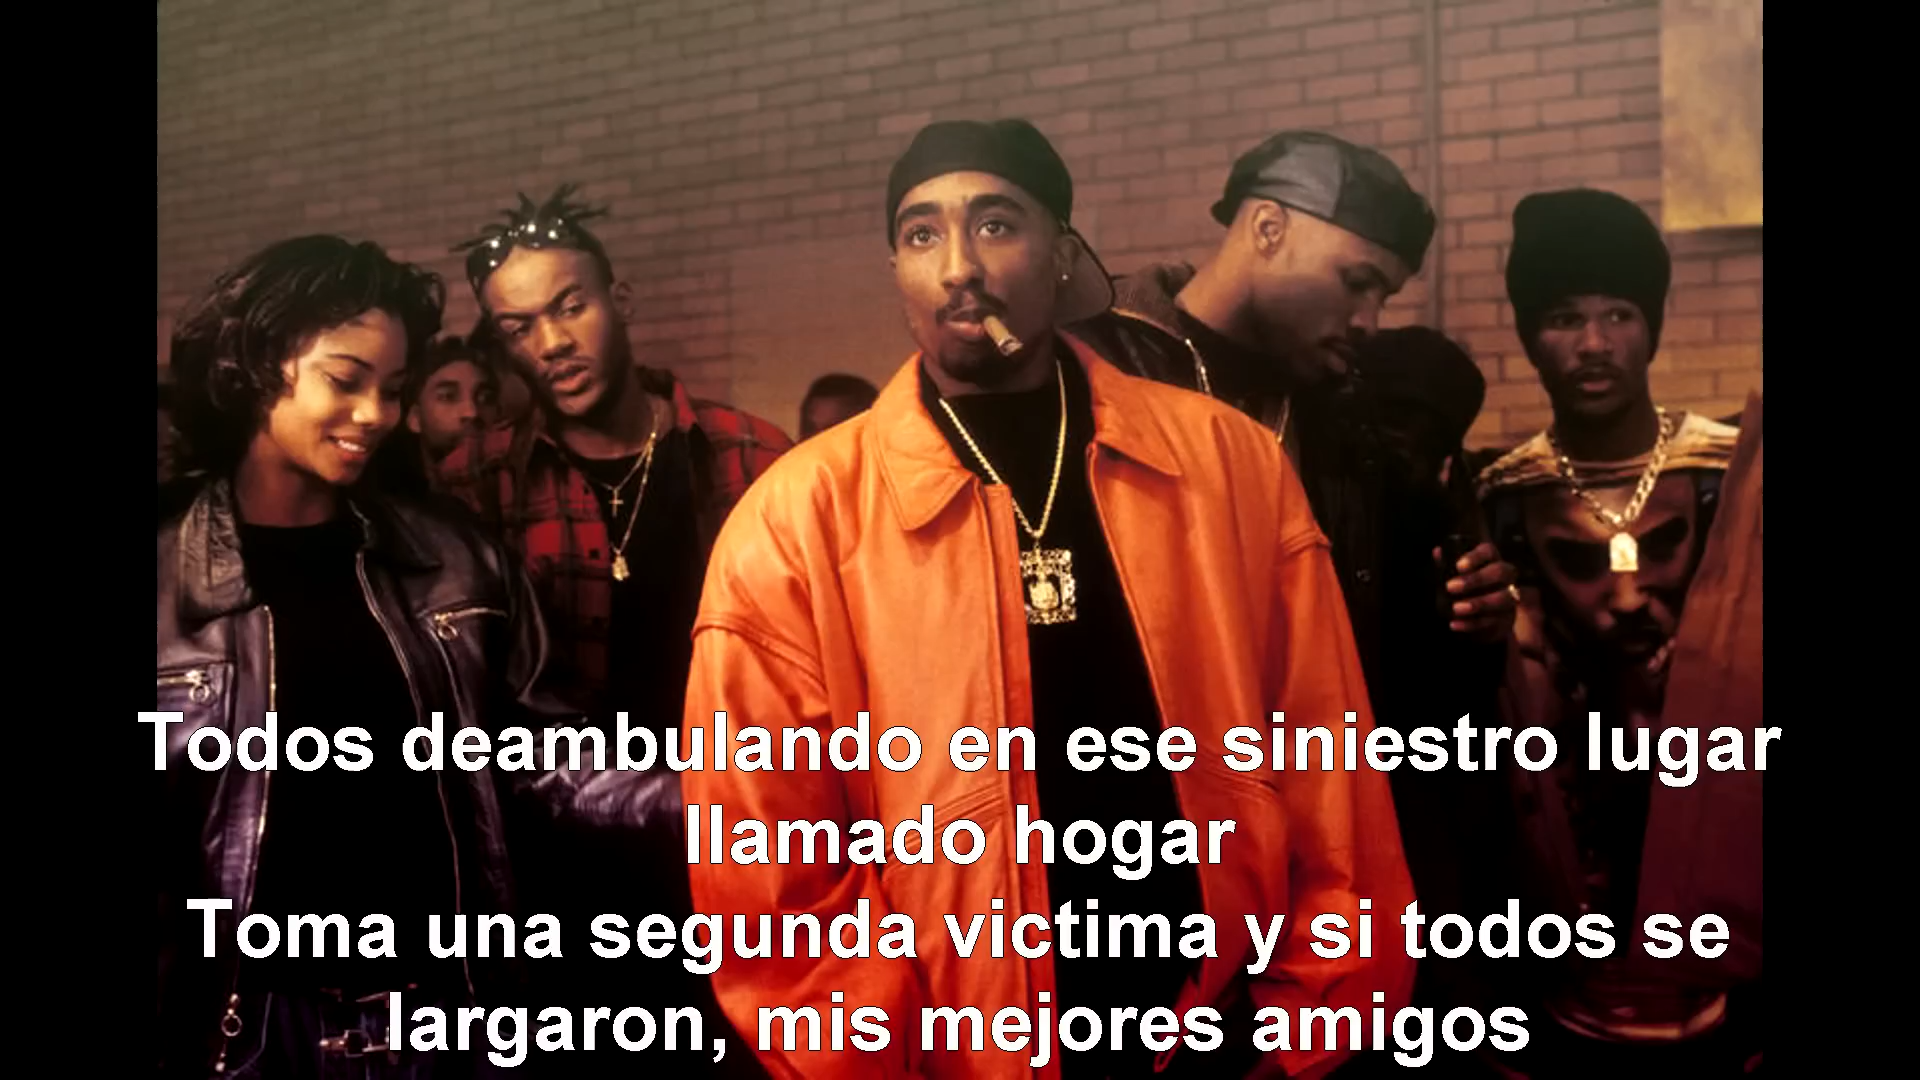 Todos deambulando en ese siniestro lugar
llamado hogar
Toma una segunda victima y si todos se
largaron, mis mejores amigos